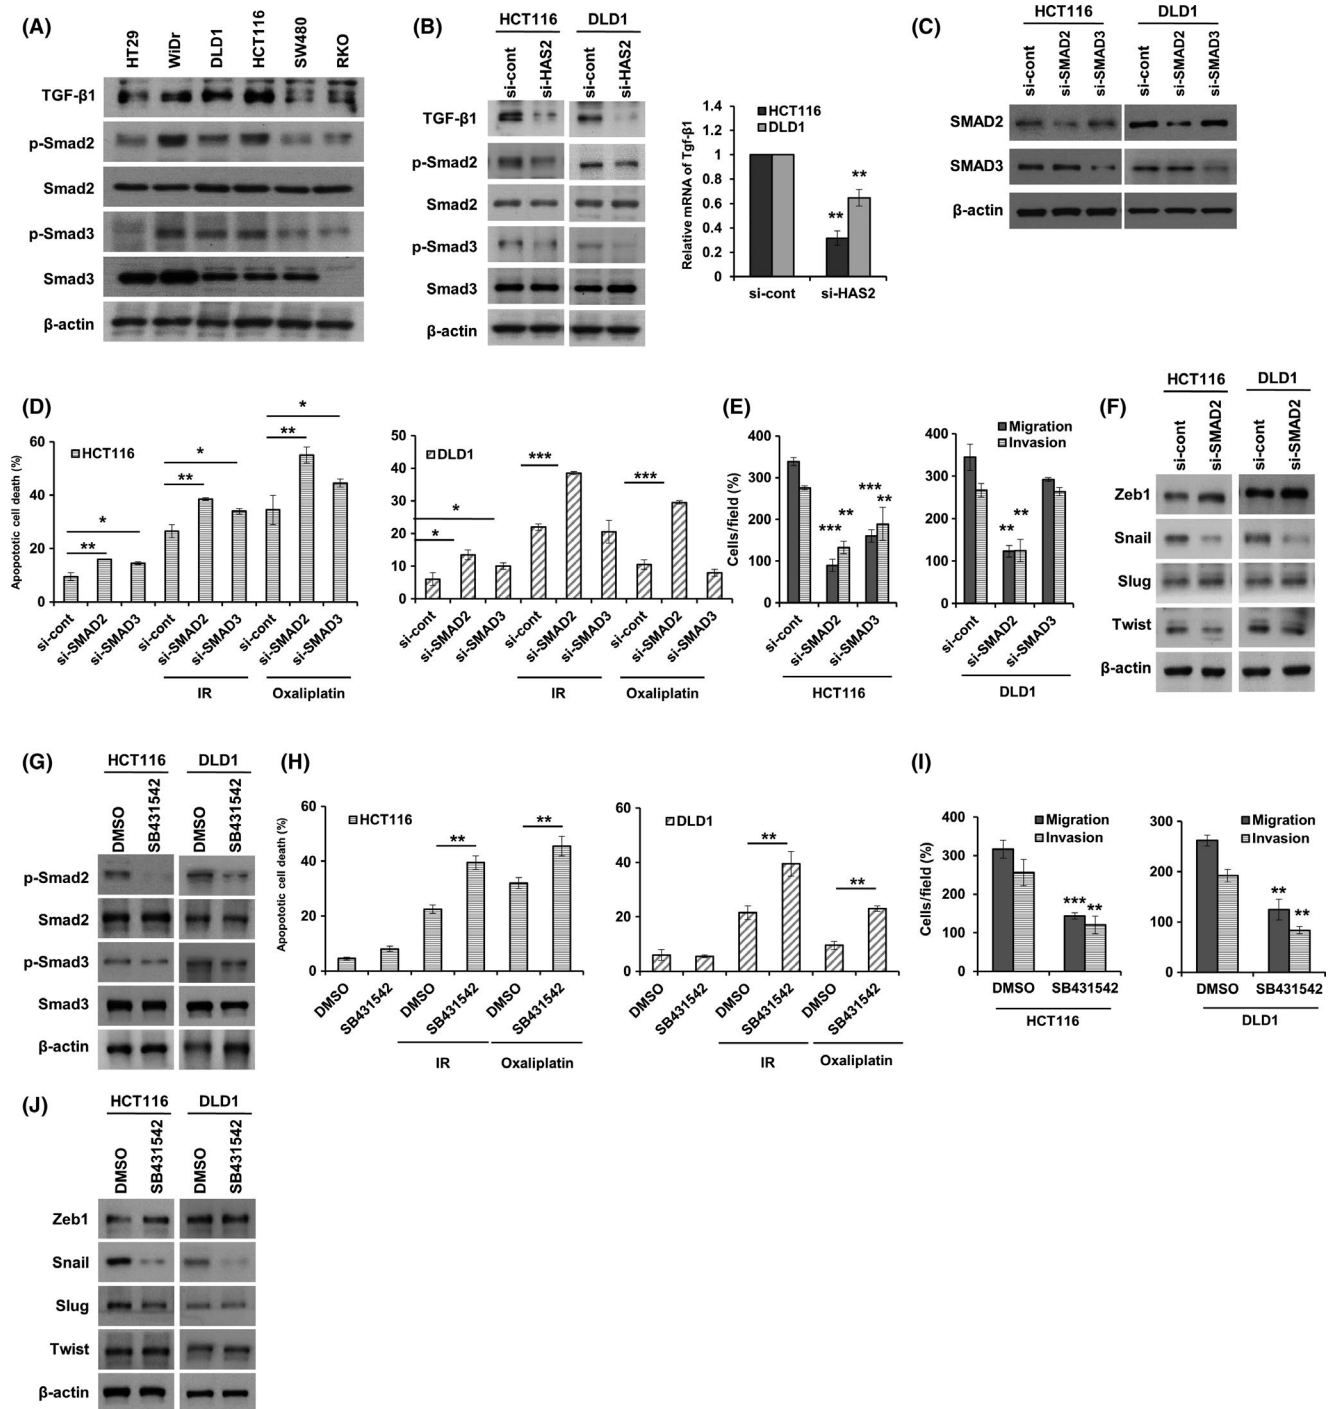 (A)
HT29 WiDr DLD1 HCT116 SW480 RKO
TGF-β1
p-Smad2
Smad2
p-Smad3
Smad3
β-actin
(B)
HCT116 DLD1
si-cont si-HAS2 si-cont si-HAS2
TGF-β1
p-Smad2
Smad2
p-Smad3
Smad3
β-actin
Relative mRNA of Tgf-β1
1.4
1.2
1
0.8
0.6
0.4
0.2
0
HCT116
DLD1
**
**
si-cont si-HAS2
(C)
HCT116 DLD1
si-cont si-SMAD2 si-SMAD3 si-cont si-SMAD2 si-SMAD3
SMAD2
SMAD3
β-actin
(D)
Apopototic cell death (%)
60
40
20
0
HCT116
* ** * ** * **
si-cont si-SMAD2 si-SMAD3 si-cont si-SMAD2 si-SMAD3 si-cont si-SMAD2 si-SMAD3
IR Oxaliplatin
50
40
30
20
10
0
DLD1
* * *** ***
si-cont si-SMAD2 si-SMAD3 si-cont si-SMAD2 si-SMAD3 si-cont si-SMAD2 si-SMAD3
IR Oxaliplatin
(E)
Cells/field (%)
400
300
200
100
0
*** ** *** **
si-cont si-SMAD2 si-SMAD3
HCT116
400
300
200
100
0
Migration
Invasion
** **
si-cont si-SMAD2 si-SMAD3
DLD1
(F)
HCT116 DLD1
si-cont si-SMAD2 si-cont si-SMAD2
Zeb1
Snail
Slug
Twist
β-actin
(G)
HCT116 DLD1
DMSO SB431542 DMSO SB431542
p-Smad2
Smad2
p-Smad3
Smad3
β-actin
(H)
Apopototic cell death (%)
60
40
20
0
HCT116
** **
DMSO SB431542 DMSO SB431542 DMSO SB431542
IR Oxaliplatin
60
40
20
0
DLD1
** **
DMSO SB431542 DMSO SB431542 DMSO SB431542
IR Oxaliplatin
(I)
Cells/field (%)
400
300
200
100
0
Migration
Invasion
*** **
DMSO SB431542
HCT116
300
200
100
0
Migration
Invasion
** **
DMSO SB431542
DLD1
(J)
HCT116 DLD1
DMSO SB431542 DMSO SB431542
Zeb1
Snail
Slug
Twist
β-actin